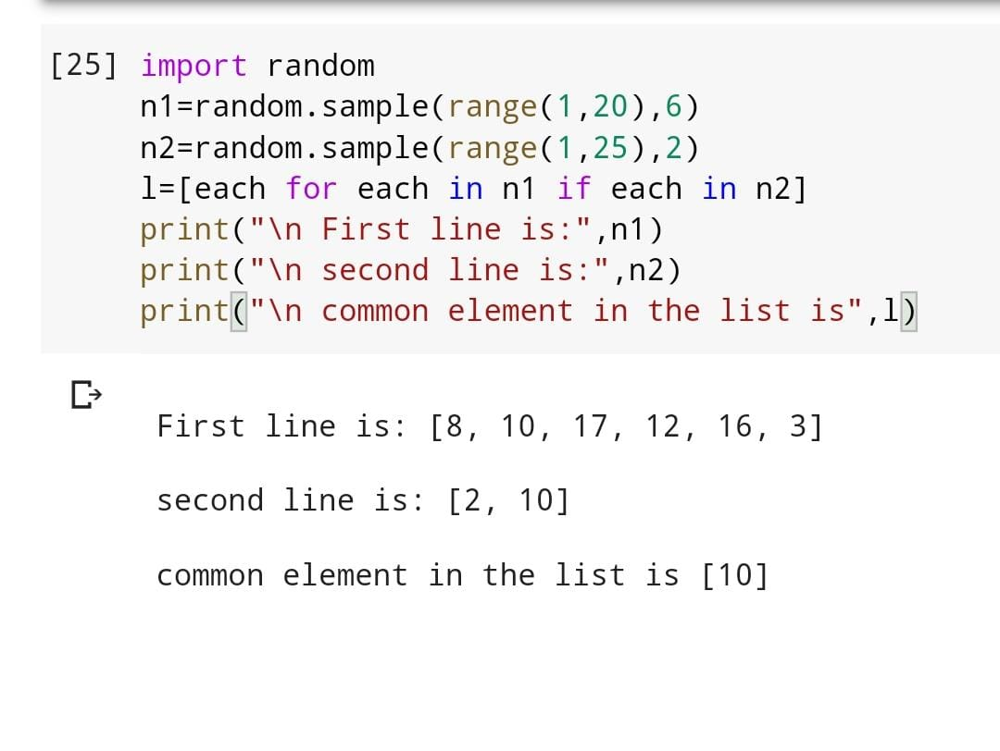 [25] import random
n1=random.sample(range(1,20),6)
n2=random.sample(range(1,25),2)
l=[each for each in n1 if each in n2]
print("\n First line is:",n1)
print("\n second line is:",n2)
print("\n common element in the list is",l)
First line is: [8, 10, 17, 12, 16, 3]
second line is: [2, 10]
common element in the list is [10]